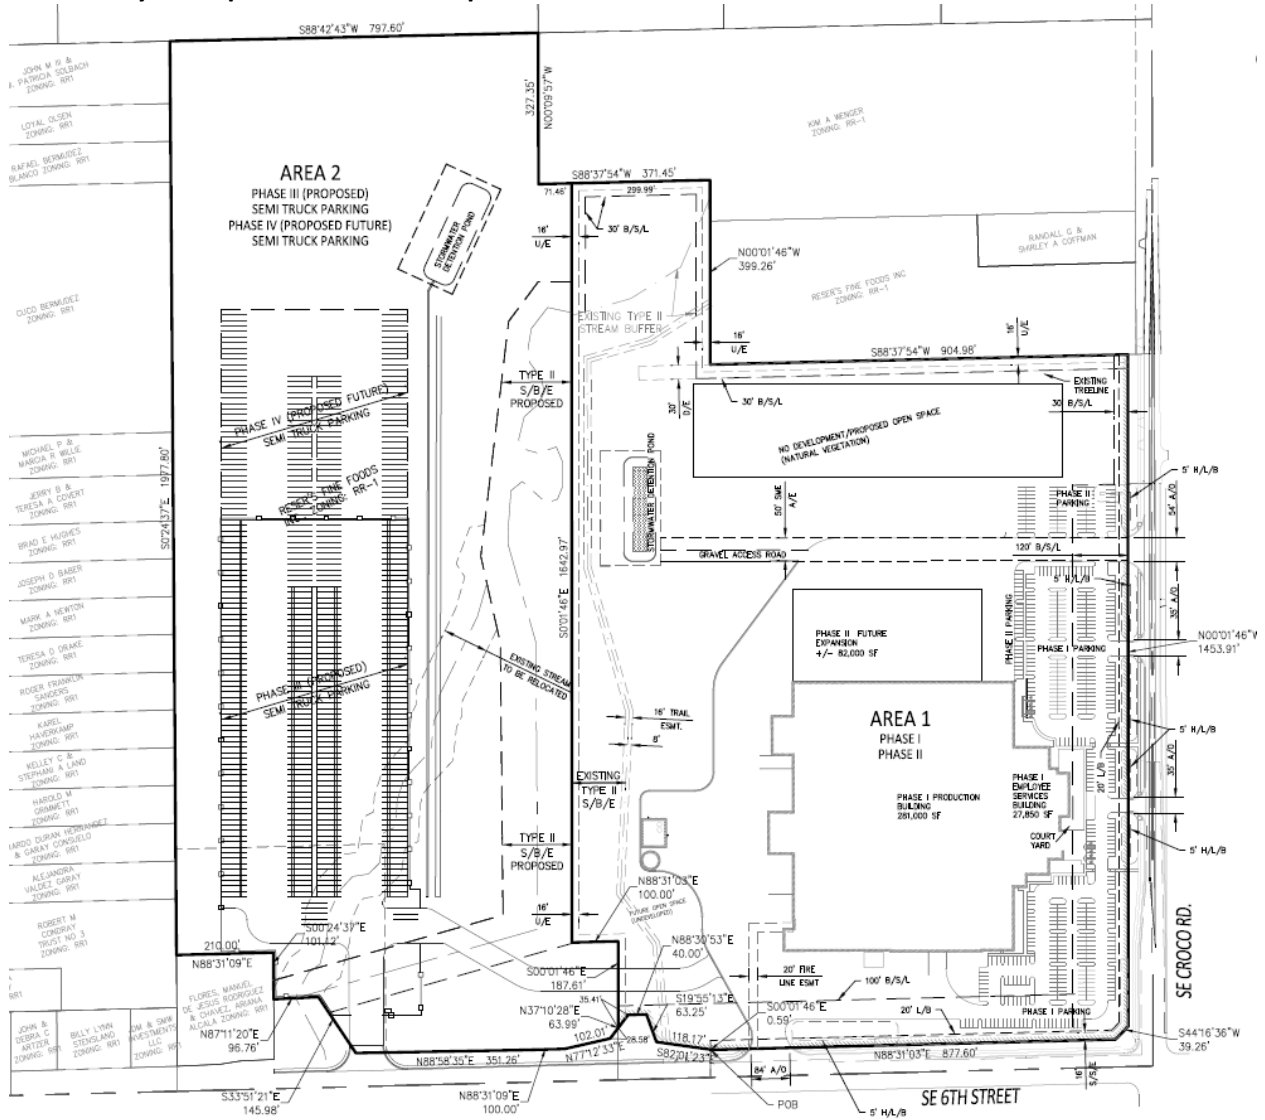 S88°42'43"W 797.60'
JOHN M III &
PATRICIA SOLBACH
ZONING: RR1
LOYAL OLSEN
ZONING: RR1
RAFAEL BERMUDEZ
BLANCO ZONING: RR1
327.35'
N00°09'57"W
KIM A WENGER
ZONING: RR-1
AREA 2
PHASE III (PROPOSED)
SEMI TRUCK PARKING
PHASE IV (PROPOSED FUTURE)
SEMI TRUCK PARKING
STORMWATER
DETENTION POND
S88°37'54"W 371.45'
71.46'
299.99'
16'
U/E
30' B/S/L
N00°01'46"W
399.26'
RANDALL G &
SHIRLEY A COFFMAN
RESER'S FINE FOODS INC
ZONING: RR-1
CUCO BERMUDEZ
ZONING: RR1
EXISTING TYPE II
STREAM BUFFER
16'
U/E
16'
U/E
S88°37'54"W 904.98'
TYPE II
S/B/E
PROPOSED
30'
D/E
30' B/S/L
EXISTING
TREELINE
30 B/S/L
PHASE IV (PROPOSED FUTURE)
SEMI TRUCK PARKING
NO DEVELOPMENT/PROPOSED OPEN SPACE
(NATURAL VEGETATION)
MICHAEL P &
MARCIA R WILLIE
ZONING: RR1
JERRY B &
TERESA A COVERT
ZONING: RR1
BRAD E HUGHES
ZONING: RR1
JOSEPH D BABER
ZONING: RR1
MARK A NEWTON
ZONING: RR1
TERESA D DRAKE
ZONING: RR1
ROGER FRANKLIN
SANDERS
ZONING: RR1
KAREL
HAVERKAMP
ZONING: RR1
KELLEY C &
STEPHANI A LAND
ZONING: RR1
HAROLD M
GRIMMETT
ZONING: RR1
DURAN HERNANDEZ
& GARAY CONSUELO
ZONING: RR1
ALEJANDRA
VALDEZ GARAY
ZONING: RR1
ROBERT M
CONDRAY
TRUST NO 3
ZONING: RR1
S0°24'37"E 1977.80'
RESER'S FINE FOODS
INC ZONING: RR-1
STORMWATER DETENTION POND
50' SME
A/E
PHASE II
PARKING
5' H/L/B
54' A/O
GRAVEL ACCESS ROAD
120' B/S/L
5' H/L/B
35' A/O
S0°01'46"E 1642.97'
PHASE II FUTURE
EXPANSION
+/- 82,000 SF
PHASE II PARKING
PHASE I PARKING
N00°01'46"W
1453.91'
EXISTING STREAM
TO BE RELOCATED
PHASE III (PROPOSED)
SEMI TRUCK PARKING
16' TRAIL
ESMT.
8'
AREA 1
PHASE I
PHASE II
5' H/L/B
EXISTING
TYPE II
S/B/E
PHASE I PRODUCTION
BUILDING
281,000 SF
PHASE I
EMPLOYEE
SERVICES
BUILDING
27,850 SF
20' L/B
35' A/O
COURT
YARD
5' H/L/B
TYPE II
S/B/E
PROPOSED
N88°31'03"E
100.00'
FUTURE OPEN SPACE
(UNDEVELOPED)
16'
U/E
S00°24'37"E
101.12'
210.00'
N88°31'09"E
N88°30'53"E
40.00'
S00°01'46"E
187.61'
20' FIRE
LINE ESMT
100' B/S/L
SE CROCO RD.
FLORES, MANUEL
DE JESUS RODRIGUEZ
& CHAVEZ, ARIANA
ALCALA ZONING: RR1
RR1
35.41'
S19°55'13"E
63.25'
S00°01'46"E
0.59'
N37°10'28"E
63.99'
20' L/B
PHASE I PARKING
JOHN &
DEBRA C
ARTZER
ZONING: RR1
BILLY LYNN
STENSLAND
ZONING: RR1
& SMW
INVESTMENTS
LLC
ZONING: RR1
N87°11'20"E
96.76'
102.01'
N77°12'33"E
28.58'
118.17'
S82°01'23"E
S44°16'36"W
39.26'
N88°58'35"E 351.26'
N88°31'03"E 877.60'
16'
S/S/E
84' A/O
S33°51'21"E
145.98'
N88°31'09"E
100.00'
POB
SE 6TH STREET
5' H/L/B